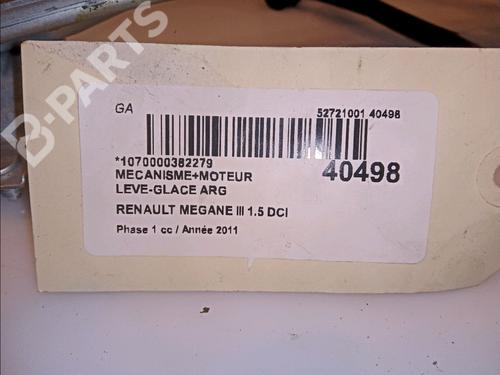 B-PARTS
GA
52721001 40498
*1070000382279
40498
MECANISME+MOTEUR
LEVE-GLACE ARG
RENAULT MEGANE III 1.5 DCI
Phase 1 cc / Année 2011